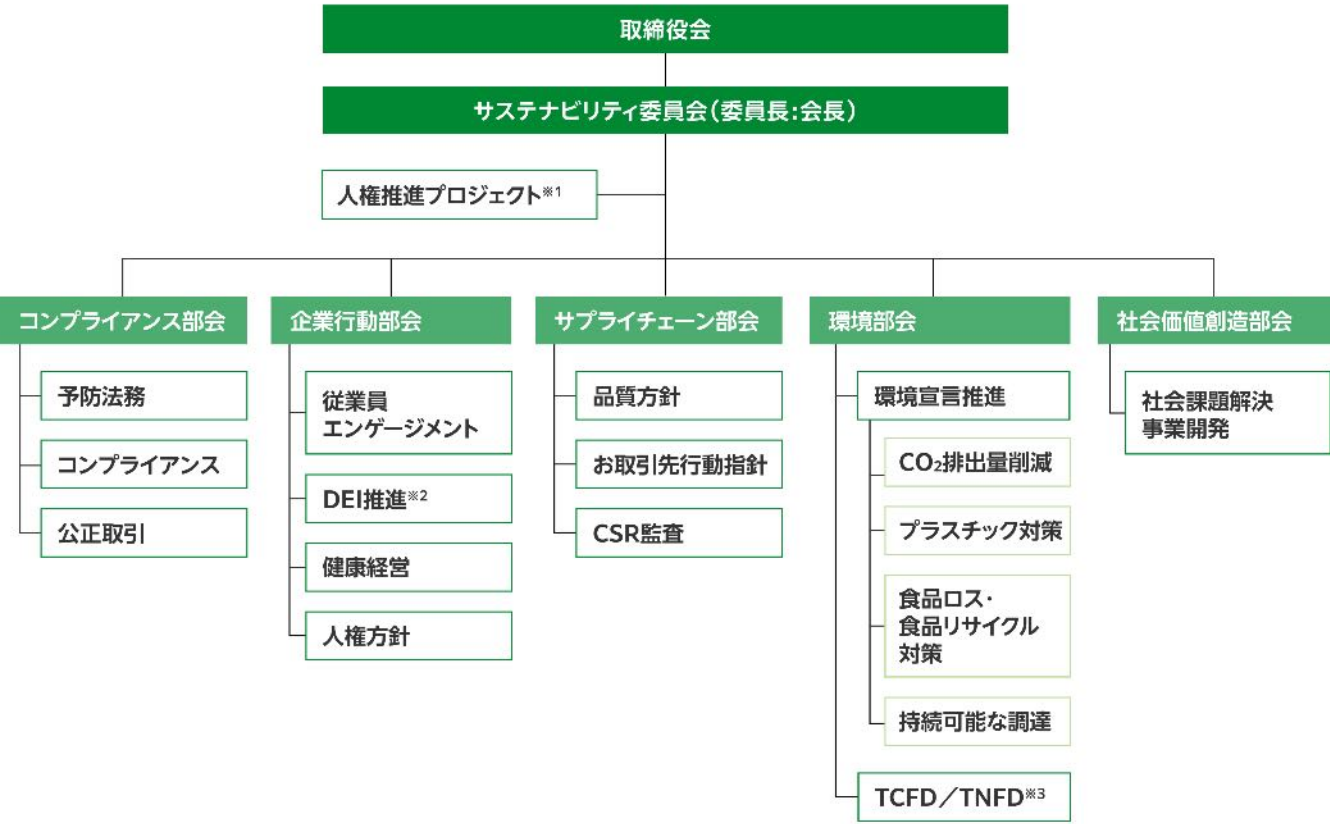 取締役会
サステナビリティ委員会(委員長:会長)
人権推進プロジェクト※1
コンプライアンス部会
予防法務
コンプライアンス
公正取引
企業行動部会
従業員
エンゲージメント
DEI推進※2
健康経営
人権方針
サプライチェーン部会
品質方針
お取引先行動指針
CSR監査
環境部会
環境宣言推進
CO₂排出量削減
プラスチック対策
食品ロス・
食品リサイクル
対策
持続可能な調達
TCFD／TNFD※3
社会価値創造部会
社会課題解決
事業開発